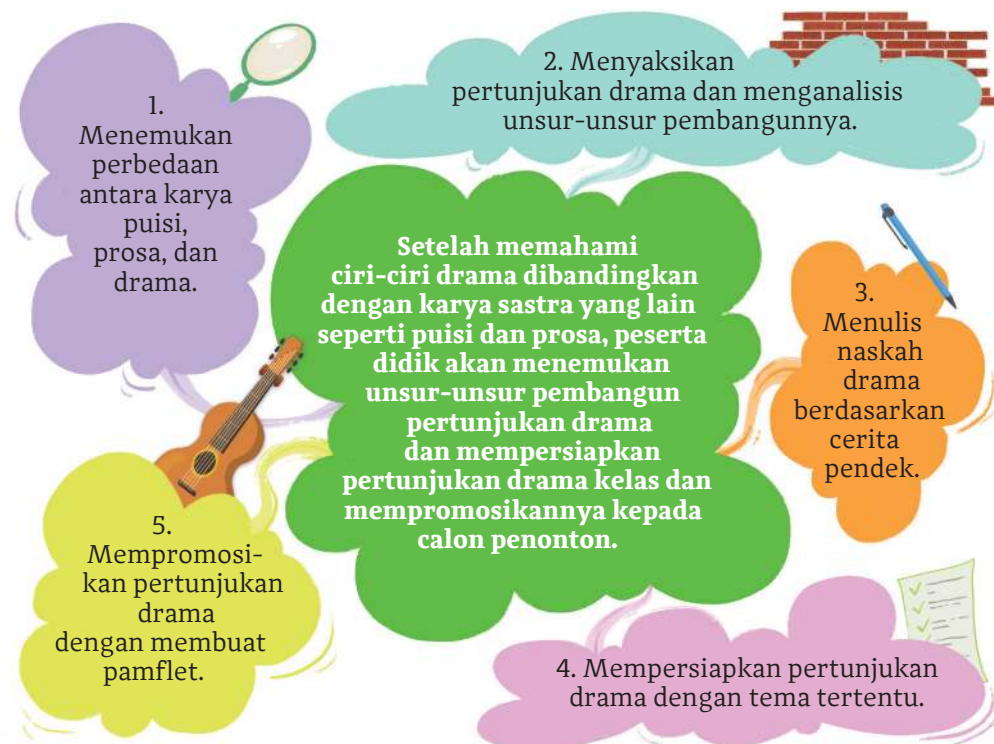 1.
Menemukan
perbedaan
antara karya
puisi,
prosa, dan
drama.
2. Menyaksikan
pertunjukan drama dan menganalisis
unsur-unsur pembangunnya.
Setelah memahami
ciri-ciri drama dibandingkan
dengan karya sastra yang lain
seperti puisi dan prosa, peserta
didik akan menemukan
unsur-unsur pembangun
pertunjukan drama
dan mempersiapkan
pertunjukan drama kelas dan
mempromosikannya kepada
calon penonton.
3.
Menulis
naskah
drama
berdasarkan
cerita
pendek.
4. Mempersiapkan pertunjukan
drama dengan tema tertentu.
5.
Mempromosi-
kan pertunjukan
drama
dengan membuat
pamflet.